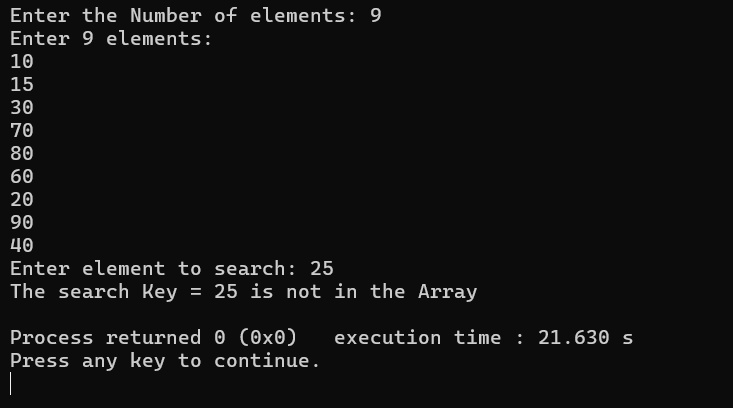 Enter the Number of elements: 9
Enter 9 elements:
10
15
30
70
80
60
20
90
40
Enter element to search: 25
The search Key = 25 is not in the Array
Process returned 0 (0x0)   execution time : 21.630 s
Press any key to continue.